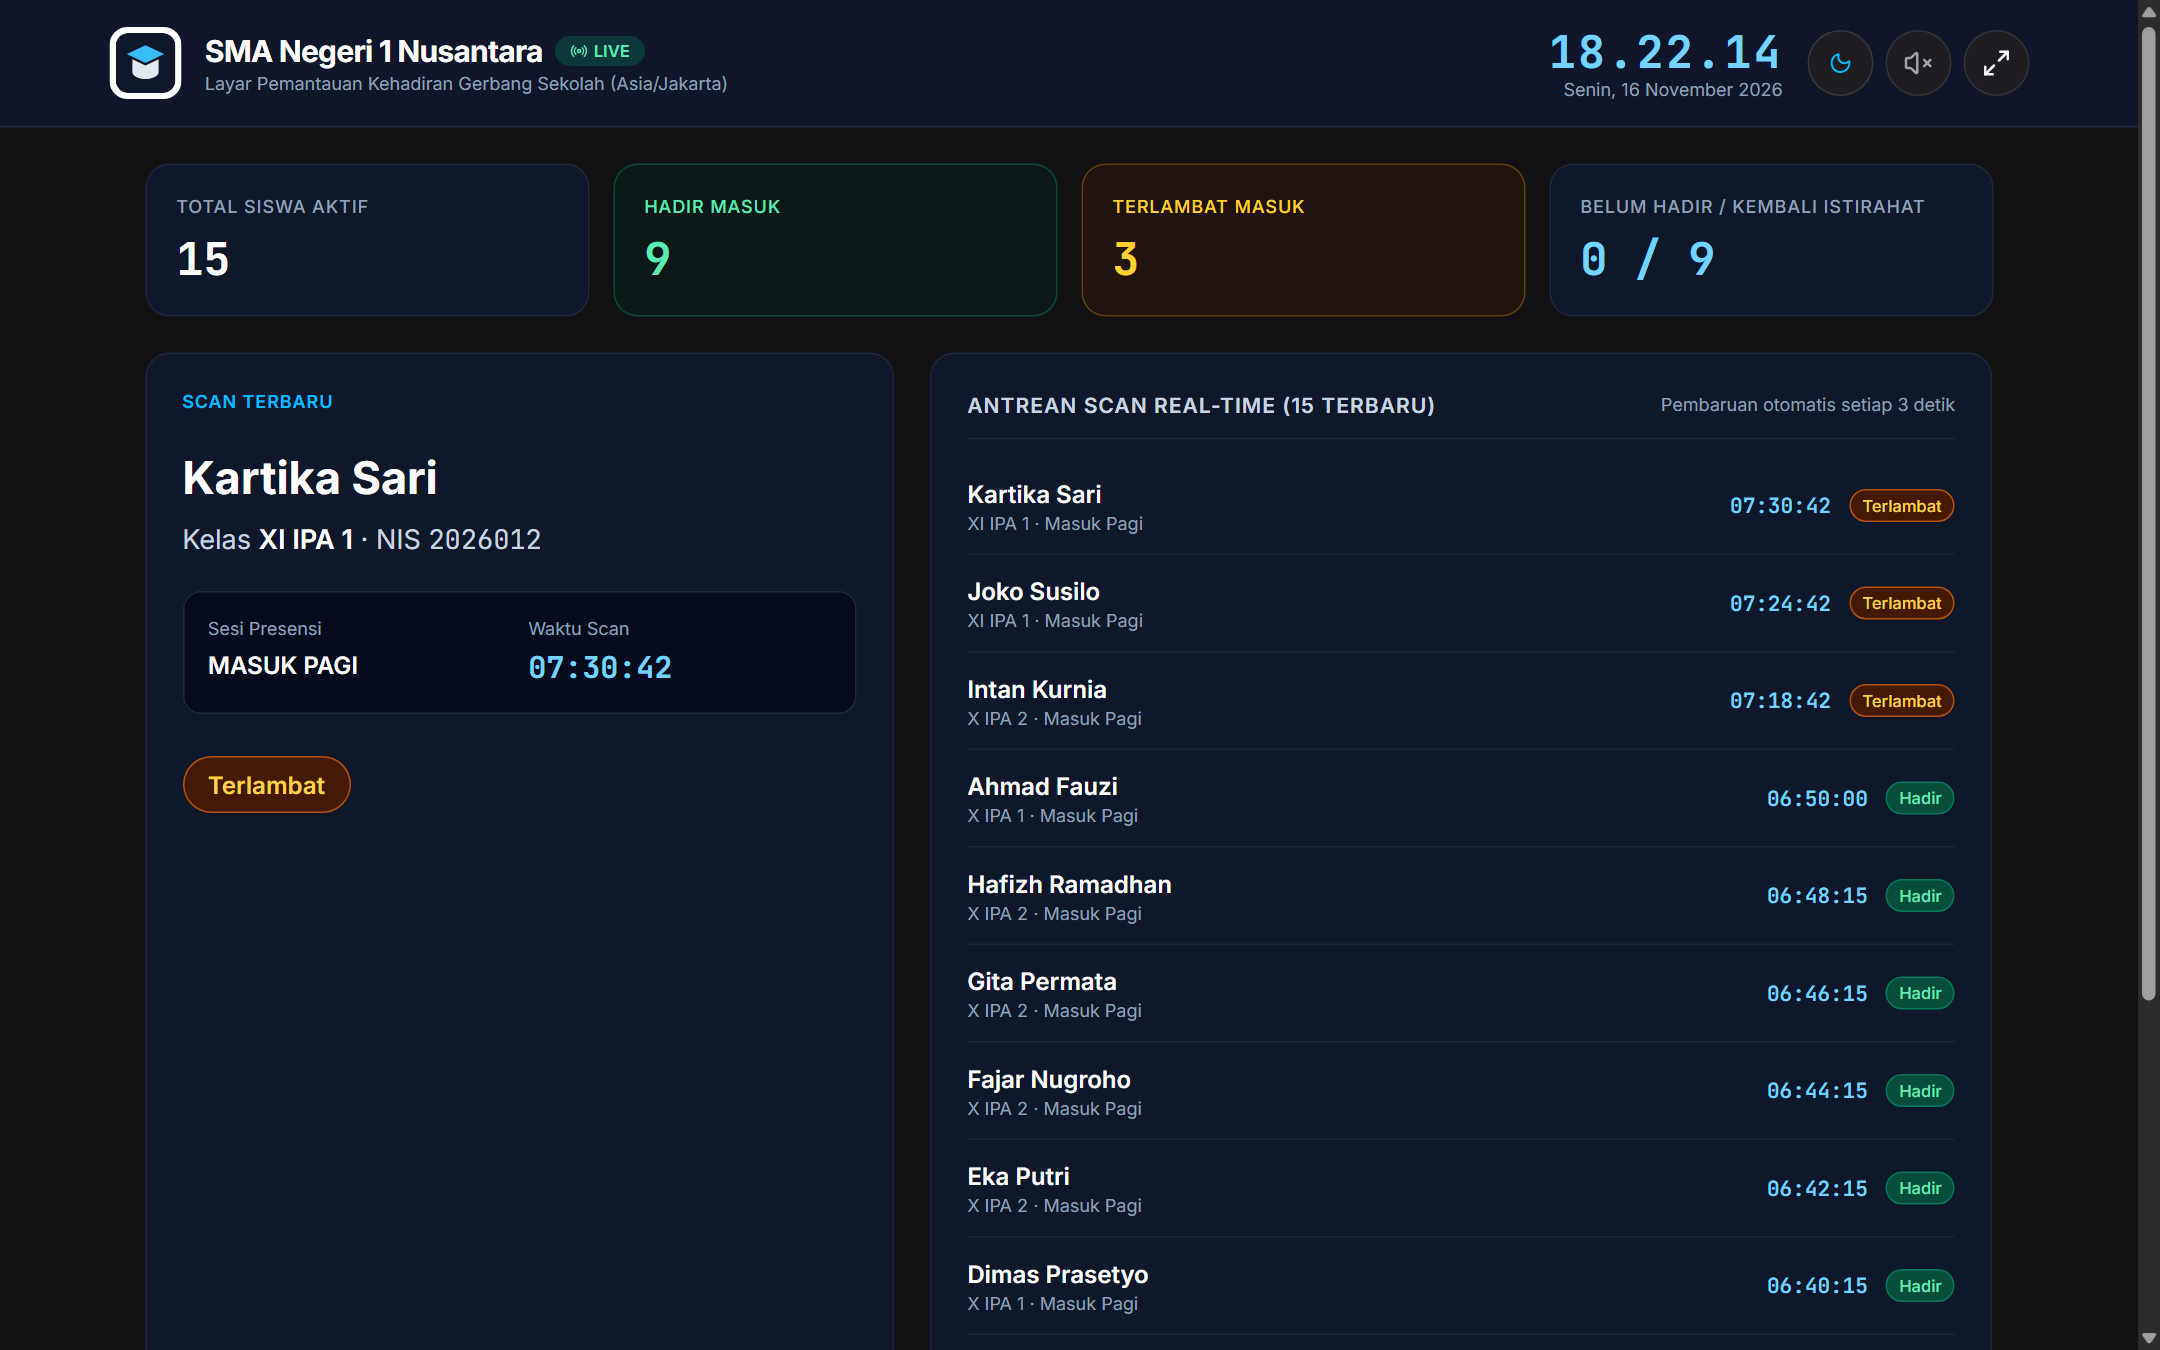 SMA Negeri 1 Nusantara
LIVE
Layar Pemantauan Kehadiran Gerbang Sekolah (Asia/Jakarta)
18.22.14
Senin, 16 November 2026
TOTAL SISWA AKTIF
15
HADIR MASUK
9
TERLAMBAT MASUK
3
BELUM HADIR / KEMBALI ISTIRAHAT
0 / 9
SCAN TERBARU
Kartika Sari
Kelas XI IPA 1 · NIS 2026012
Sesi Presensi
MASUK PAGI
Waktu Scan
07:30:42
Terlambat
ANTREAN SCAN REAL-TIME (15 TERBARU)
Pembaruan otomatis setiap 3 detik
Kartika Sari
XI IPA 1 · Masuk Pagi
07:30:42
Terlambat
Joko Susilo
XI IPA 1 · Masuk Pagi
07:24:42
Terlambat
Intan Kurnia
X IPA 2 · Masuk Pagi
07:18:42
Terlambat
Ahmad Fauzi
X IPA 1 · Masuk Pagi
06:50:00
Hadir
Hafizh Ramadhan
X IPA 2 · Masuk Pagi
06:48:15
Hadir
Gita Permata
X IPA 2 · Masuk Pagi
06:46:15
Hadir
Fajar Nugroho
X IPA 2 · Masuk Pagi
06:44:15
Hadir
Eka Putri
X IPA 2 · Masuk Pagi
06:42:15
Hadir
Dimas Prasetyo
X IPA 1 · Masuk Pagi
06:40:15
Hadir